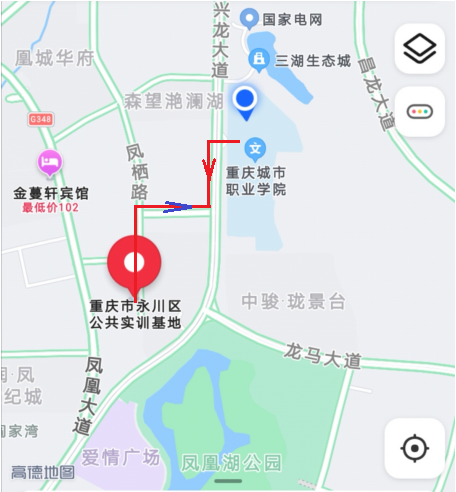 国家电网
兴龙大道
凰城华府
三湖生态城
昌龙大道
森望滟澜湖
G348
凤栖路
重庆城市
职业学院
金蔓轩宾馆
最低价102
重庆市永川区
公共实训基地
中骏·珑景台
龙马大道
凤凰大道
润·凤
纪城
国家湾
爱情广场
凤凰湖公园
高德地图